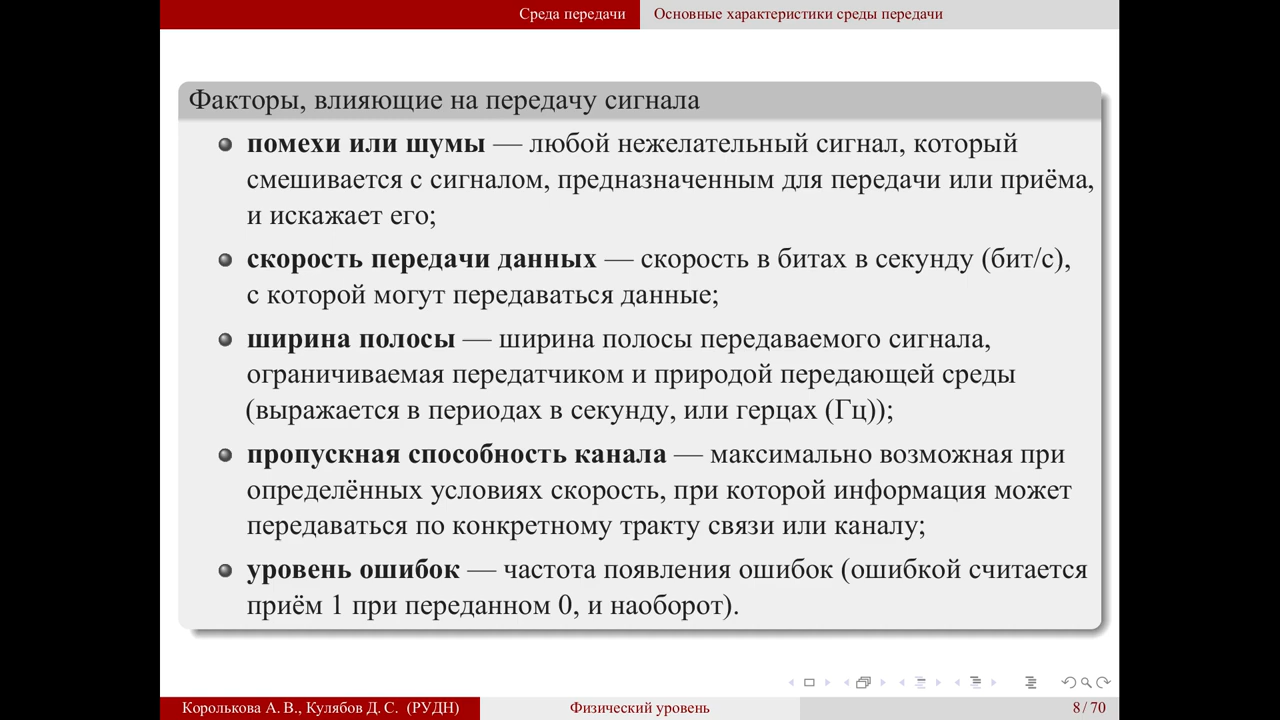 Среда передачи
Основные характеристики среды передачи
Факторы, влияющие на передачу сигнала
помехи или шумы — любой нежелательный сигнал, который
смешивается с сигналом, предназначенным для передачи или приёма,
и искажает его;
скорость передачи данных — скорость в битах в секунду (бит/с),
с которой могут передаваться данные;
ширина полосы — ширина полосы передаваемого сигнала,
ограничиваемая передатчиком и природой передающей среды
(выражается в периодах в секунду, или герцах (Гц));
пропускная способность канала — максимально возможная при
определённых условиях скорость, при которой информация может
передаваться по конкретному тракту связи или каналу;
уровень ошибок — частота появления ошибок (ошибкой считается
приём 1 при переданном 0, и наоборот).
Королькова А. В., Кулябов Д. С. (РУДН)
Физический уровень
8 / 70